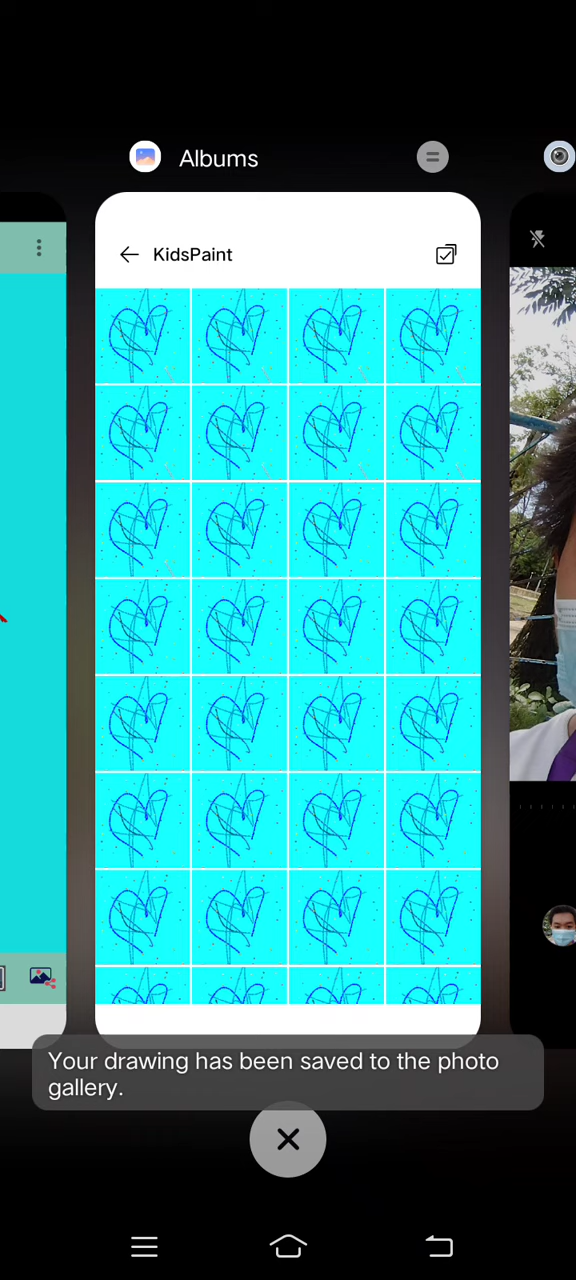 Albums
KidsPaint
Your drawing has been saved to the photo
gallery.